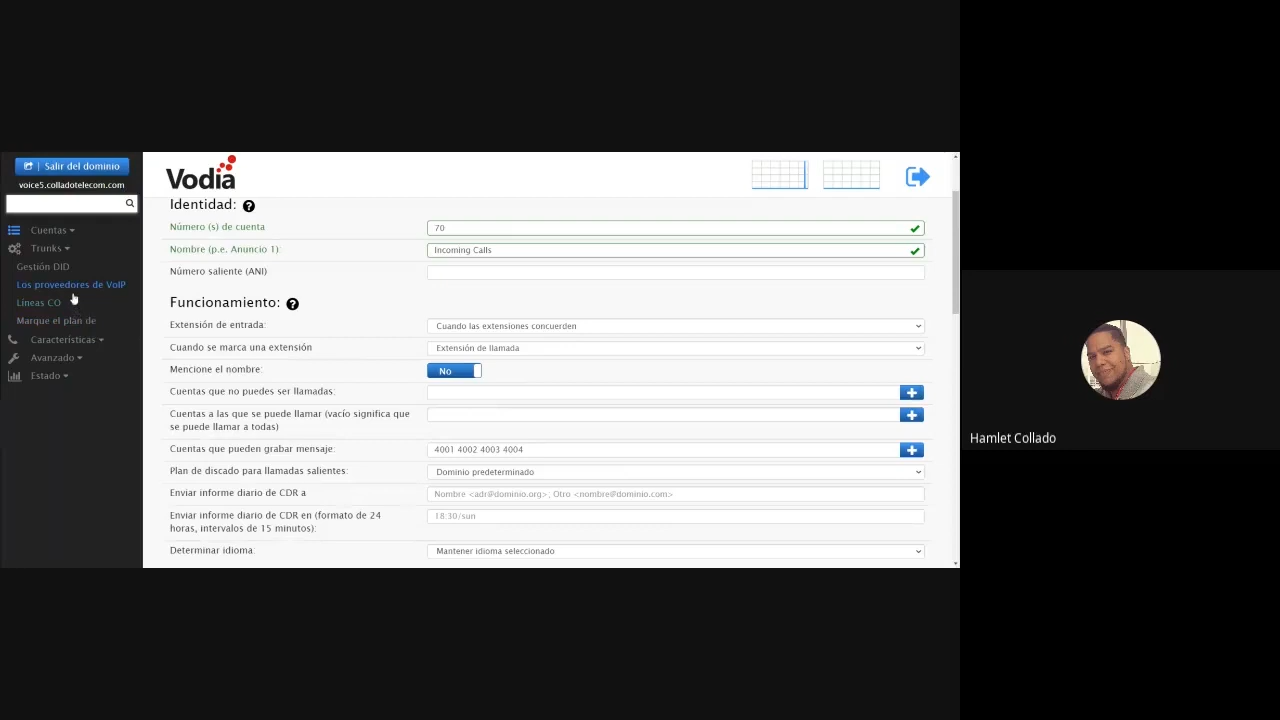 Salir del dominio
voice5.colladotelecom.com
Cuentas
Trunks
Gestión DID
Los proveedores de VoIP
Líneas CO
Marque el plan de
Características
Avanzado
Estado
Vodia
Identidad:
Número (s) de cuenta
70
Nombre (p.e. Anuncio 1):
Incoming Calls
Número saliente (ANI)
Funcionamiento:
Extensión de entrada:
Cuando las extensiones concuerden
Cuando se marca una extensión
Extensión de llamada
Mencione el nombre:
No
Cuentas que no puedes ser llamadas:
Cuentas a las que se puede llamar (vacío significa que
se puede llamar a todas)
Cuentas que pueden grabar mensaje:
4001 4002 4003 4004
Plan de discado para llamadas salientes:
Dominio predeterminado
Enviar informe diario de CDR a
Nombre <adr@dominio.org>; Otro <nombre@dominio.com>
Enviar informe diario de CDR en (formato de 24
horas, intervalos de 15 minutos):
18:30/sun
Determinar idioma:
Mantener idioma seleccionado
Hamlet Collado